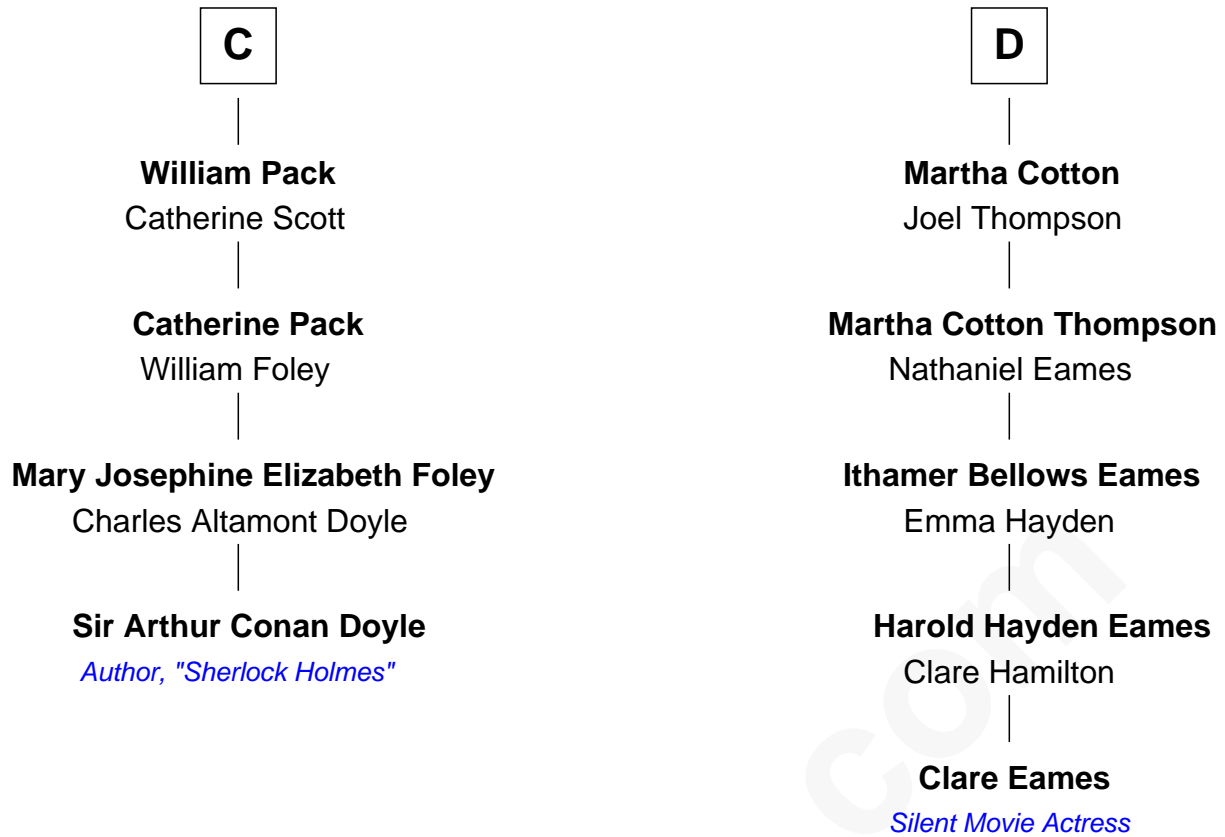 C
William Pack
Catherine Scott
Catherine Pack
William Foley
Mary Josephine Elizabeth Foley
Charles Altamont Doyle
Sir Arthur Conan Doyle
Author, "Sherlock Holmes"
D
Martha Cotton
Joel Thompson
Martha Cotton Thompson
Nathaniel Eames
Ithamer Bellows Eames
Emma Hayden
Harold Hayden Eames
Clare Hamilton
Clare Eames
Silent Movie Actress
com